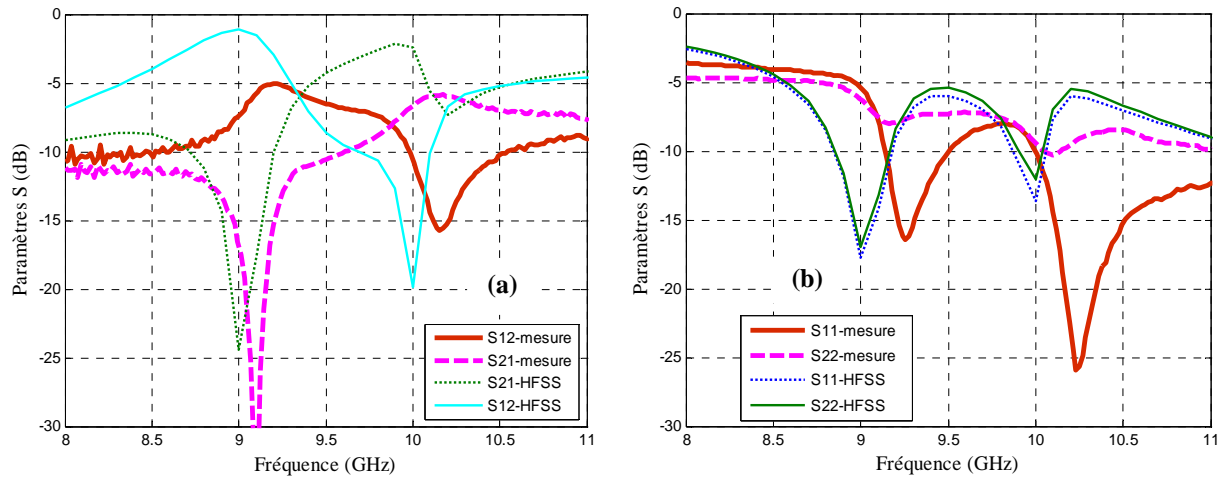 0
-5
-10
-15
-20
-25
-30
Paramètres S (dB)
8
8.5
9
9.5
10
10.5
11
Fréquence (GHz)
(a)
S12-mesure
S21-mesure
S21-HFSS
S12-HFSS
0
-5
-10
-15
-20
-25
-30
Paramètres S (dB)
8
8.5
9
9.5
10
10.5
11
Fréquence (GHz)
(b)
S11-mesure
S22-mesure
S11-HFSS
S22-HFSS